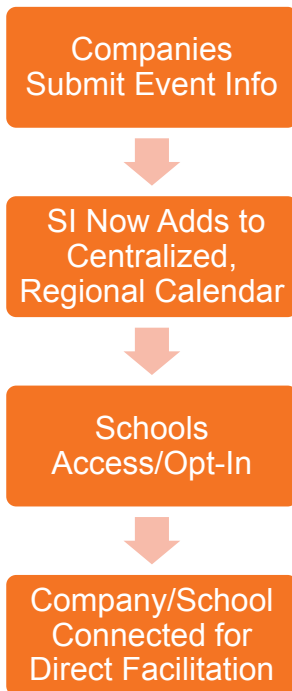 Companies
Submit Event Info
SI Now Adds to
Centralized,
Regional Calendar
Schools
Access/Opt-In
Company/School
Connected for
Direct Facilitation